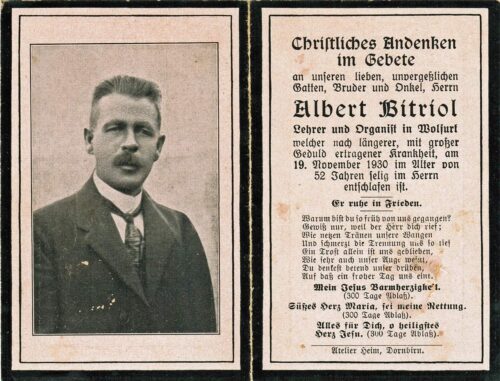 Christliches Andenken
im Gebete
an unseren lieben, unvergeßlichen
Gatten, Bruder und Onkel, Herrn
Albert Bitriol
Lehrer und Organist in Wolfurt
welcher nach längerer, mit großer
Geduld ertragener Krankheit, am
19. November 1930 im Alter von
52 Jahren selig im Herrn
entschlafen ist.
Er ruhe in Frieden.
Warum bist du so früh von uns gegangen?
Gewiß nur, weil der Herr dich rief;
Wie netzen Tränen unsere Wangen
Und schmerzt die Trennung uns so tief
Ein Trost allein ist uns geblieben,
Wie sehr auch unser Auge weint,
Du denkest betend unser drüben,
Auf daß ein froher Tag uns eint.
Mein Jesus Barmherzigkeit.
(300 Tage Ablaß).
Süßes Herz Maria, sei meine Rettung.
(300 Tage Ablaß).
Alles für Dich, o heiligstes
Herz Jesu. (300 Tage Ablaß).
Atelier Heim, Dornbirn.